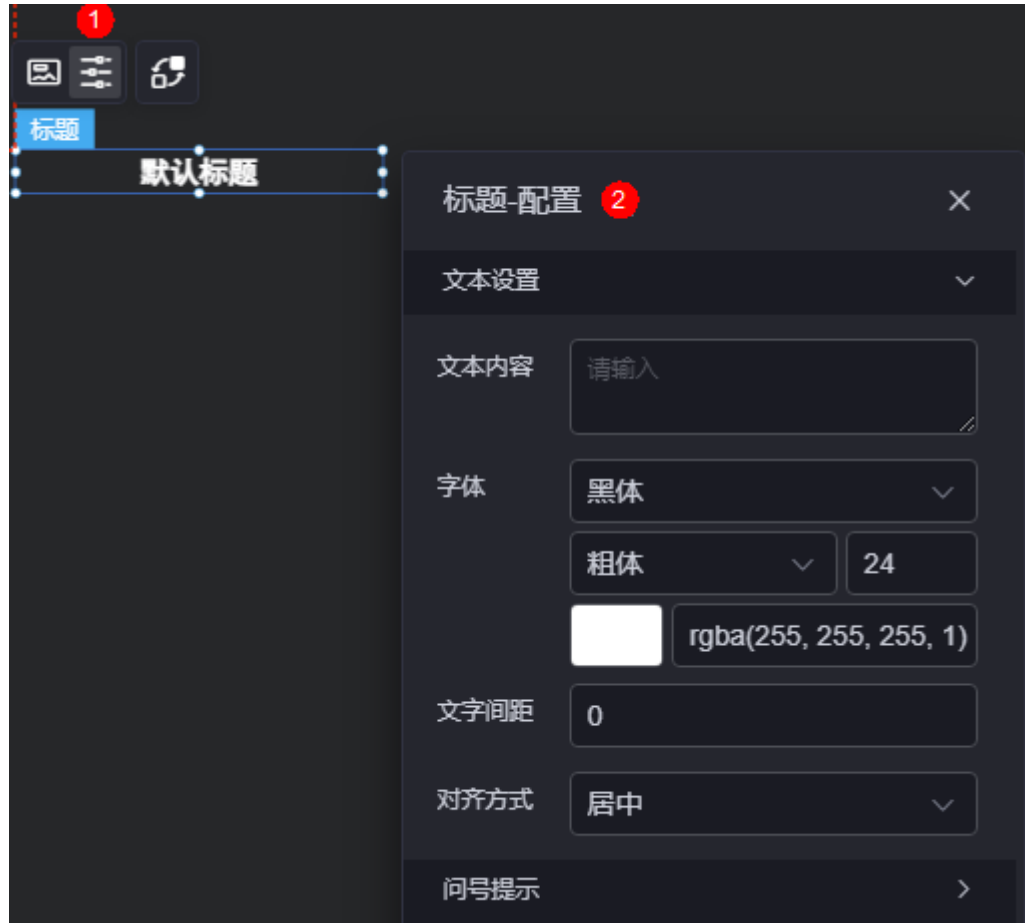 1
标题
默认标题
标题-配置 2
文本设置
文本内容 请输入
字体 黑体
粗体 24
rgba(255, 255, 255, 1)
文字间距 0
对齐方式 居中
问号提示